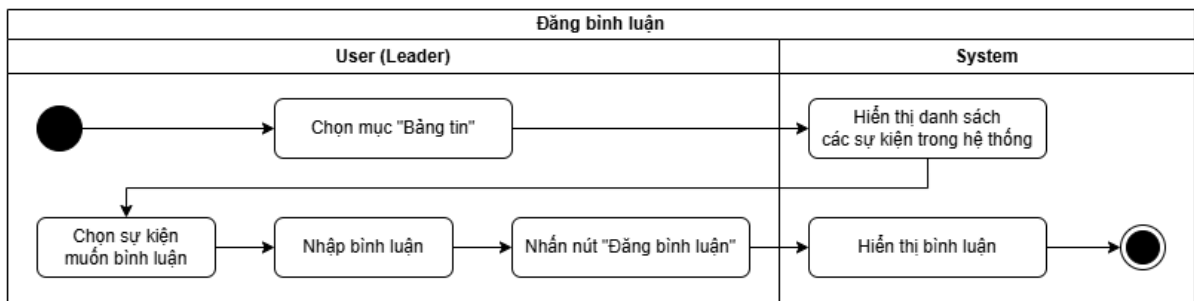 Đăng bình luận
User (Leader)
System
Chọn mục "Bảng tin"
Hiển thị danh sách
các sự kiện trong hệ thống
Chọn sự kiện
muốn bình luận
Nhập bình luận
Nhấn nút "Đăng bình luận"
Hiển thị bình luận